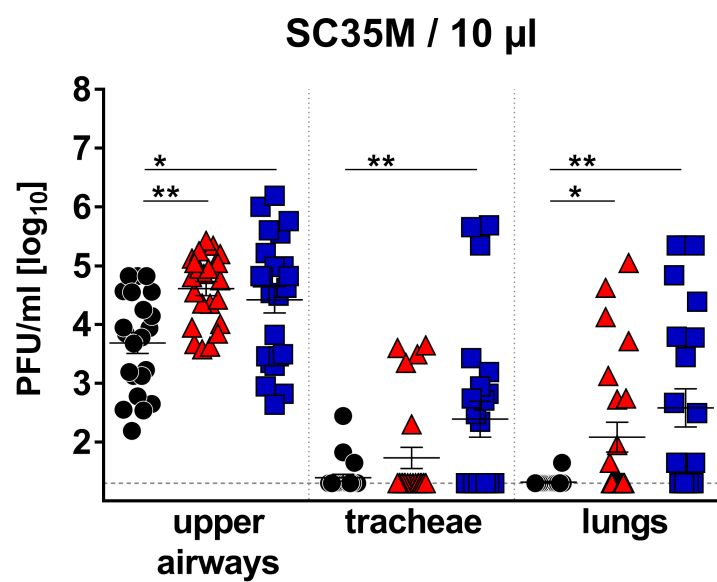 SC35M / 10 µl
PFU/ml [log10]
8
7
6
5
4
3
2
*
**
**
**
*
upper
airways
tracheae
lungs